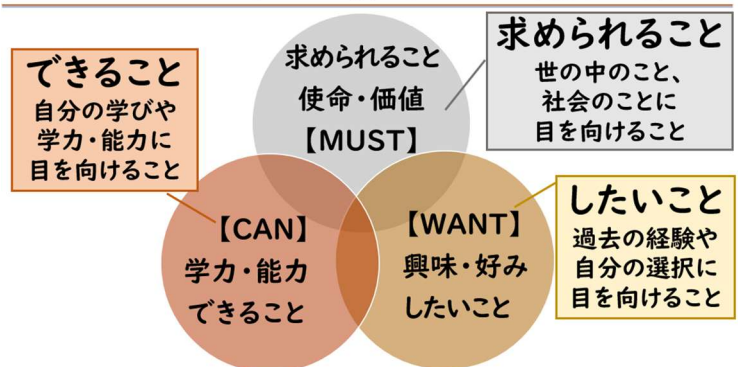 できること
自分の学びや
学力・能力に
目を向けること
求められること
使命・価値
【MUST】
求められること
世の中のこと、
社会のことに
目を向けること
【CAN】
学力・能力
できること
【WANT】
興味・好み
したいこと
したいこと
過去の経験や
自分の選択に
目を向けること